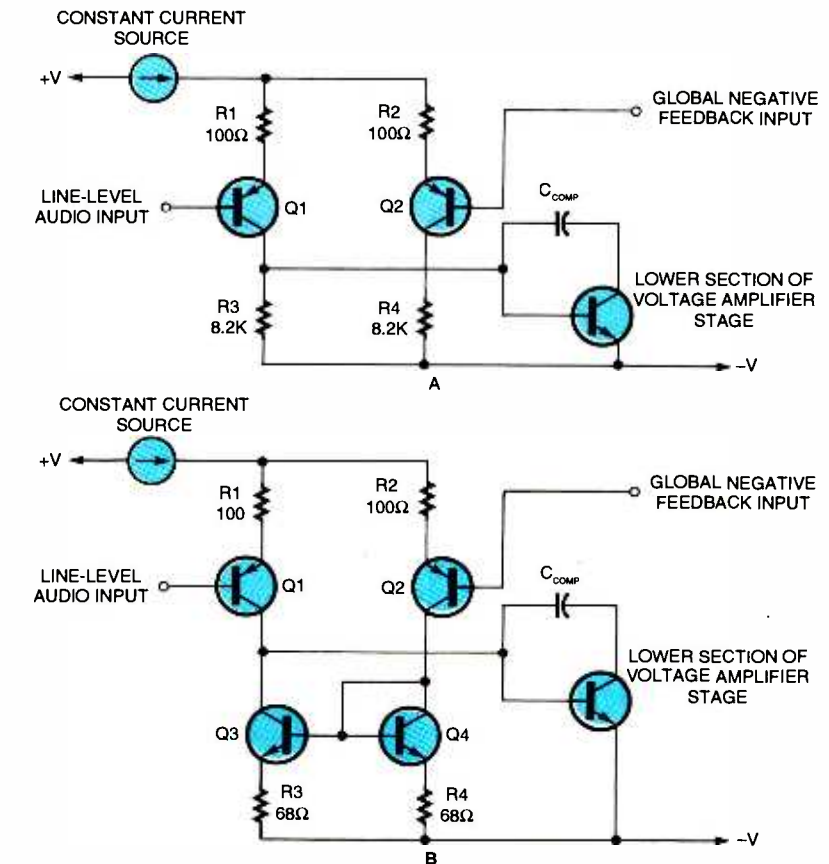 CONSTANT CURRENT
SOURCE
+V
R1
100Ω
R2
100Ω
GLOBAL NEGATIVE
FEEDBACK INPUT
LINE-LEVEL
AUDIO INPUT
Q1
Q2
CCOMP
R3
8.2K
R4
8.2K
LOWER SECTION OF
VOLTAGE AMPLIFIER
STAGE
–V
A
CONSTANT CURRENT
SOURCE
+V
R1
100
R2
100Ω
GLOBAL NEGATIVE
FEEDBACK INPUT
LINE-LEVEL
AUDIO INPUT
Q1
Q2
CCOMP
LOWER SECTION OF
VOLTAGE AMPLIFIER
STAGE
Q3
Q4
R3
68Ω
R4
68Ω
–V
B